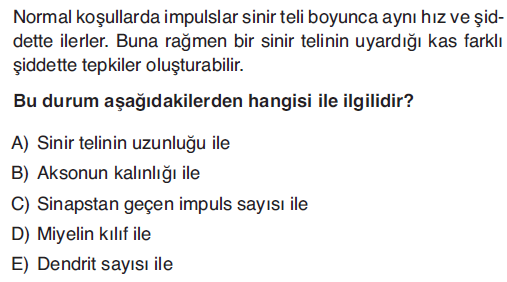 Normal koşullarda impulslar sinir teli boyunca aynı hız ve şid-
dette ilerler. Buna rağmen bir sinir telinin uyardığı kas farklı
şiddette tepkiler oluşturabilir.
Bu durum aşağıdakilerden hangisi ile ilgilidir?
A) Sinir telinin uzunluğu ile
B) Aksonun kalınlığı ile
C) Sinapstan geçen impuls sayısı ile
D) Miyelin kılıf ile
E) Dendrit sayısı ile